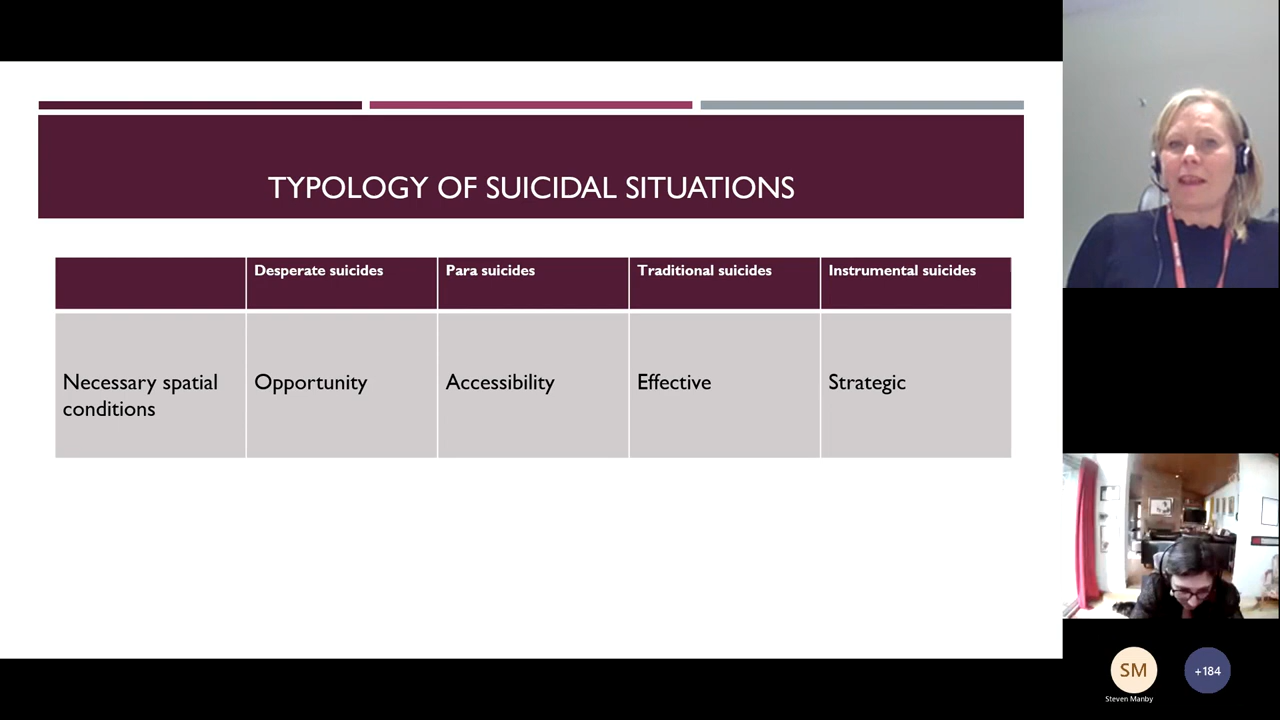 TYPOLOGY OF SUICIDAL SITUATIONS
Desperate suicides
Para suicides
Traditional suicides
Instrumental suicides
Necessary spatial
conditions
Opportunity
Accessibility
Effective
Strategic
SM
Steven Manby
+184